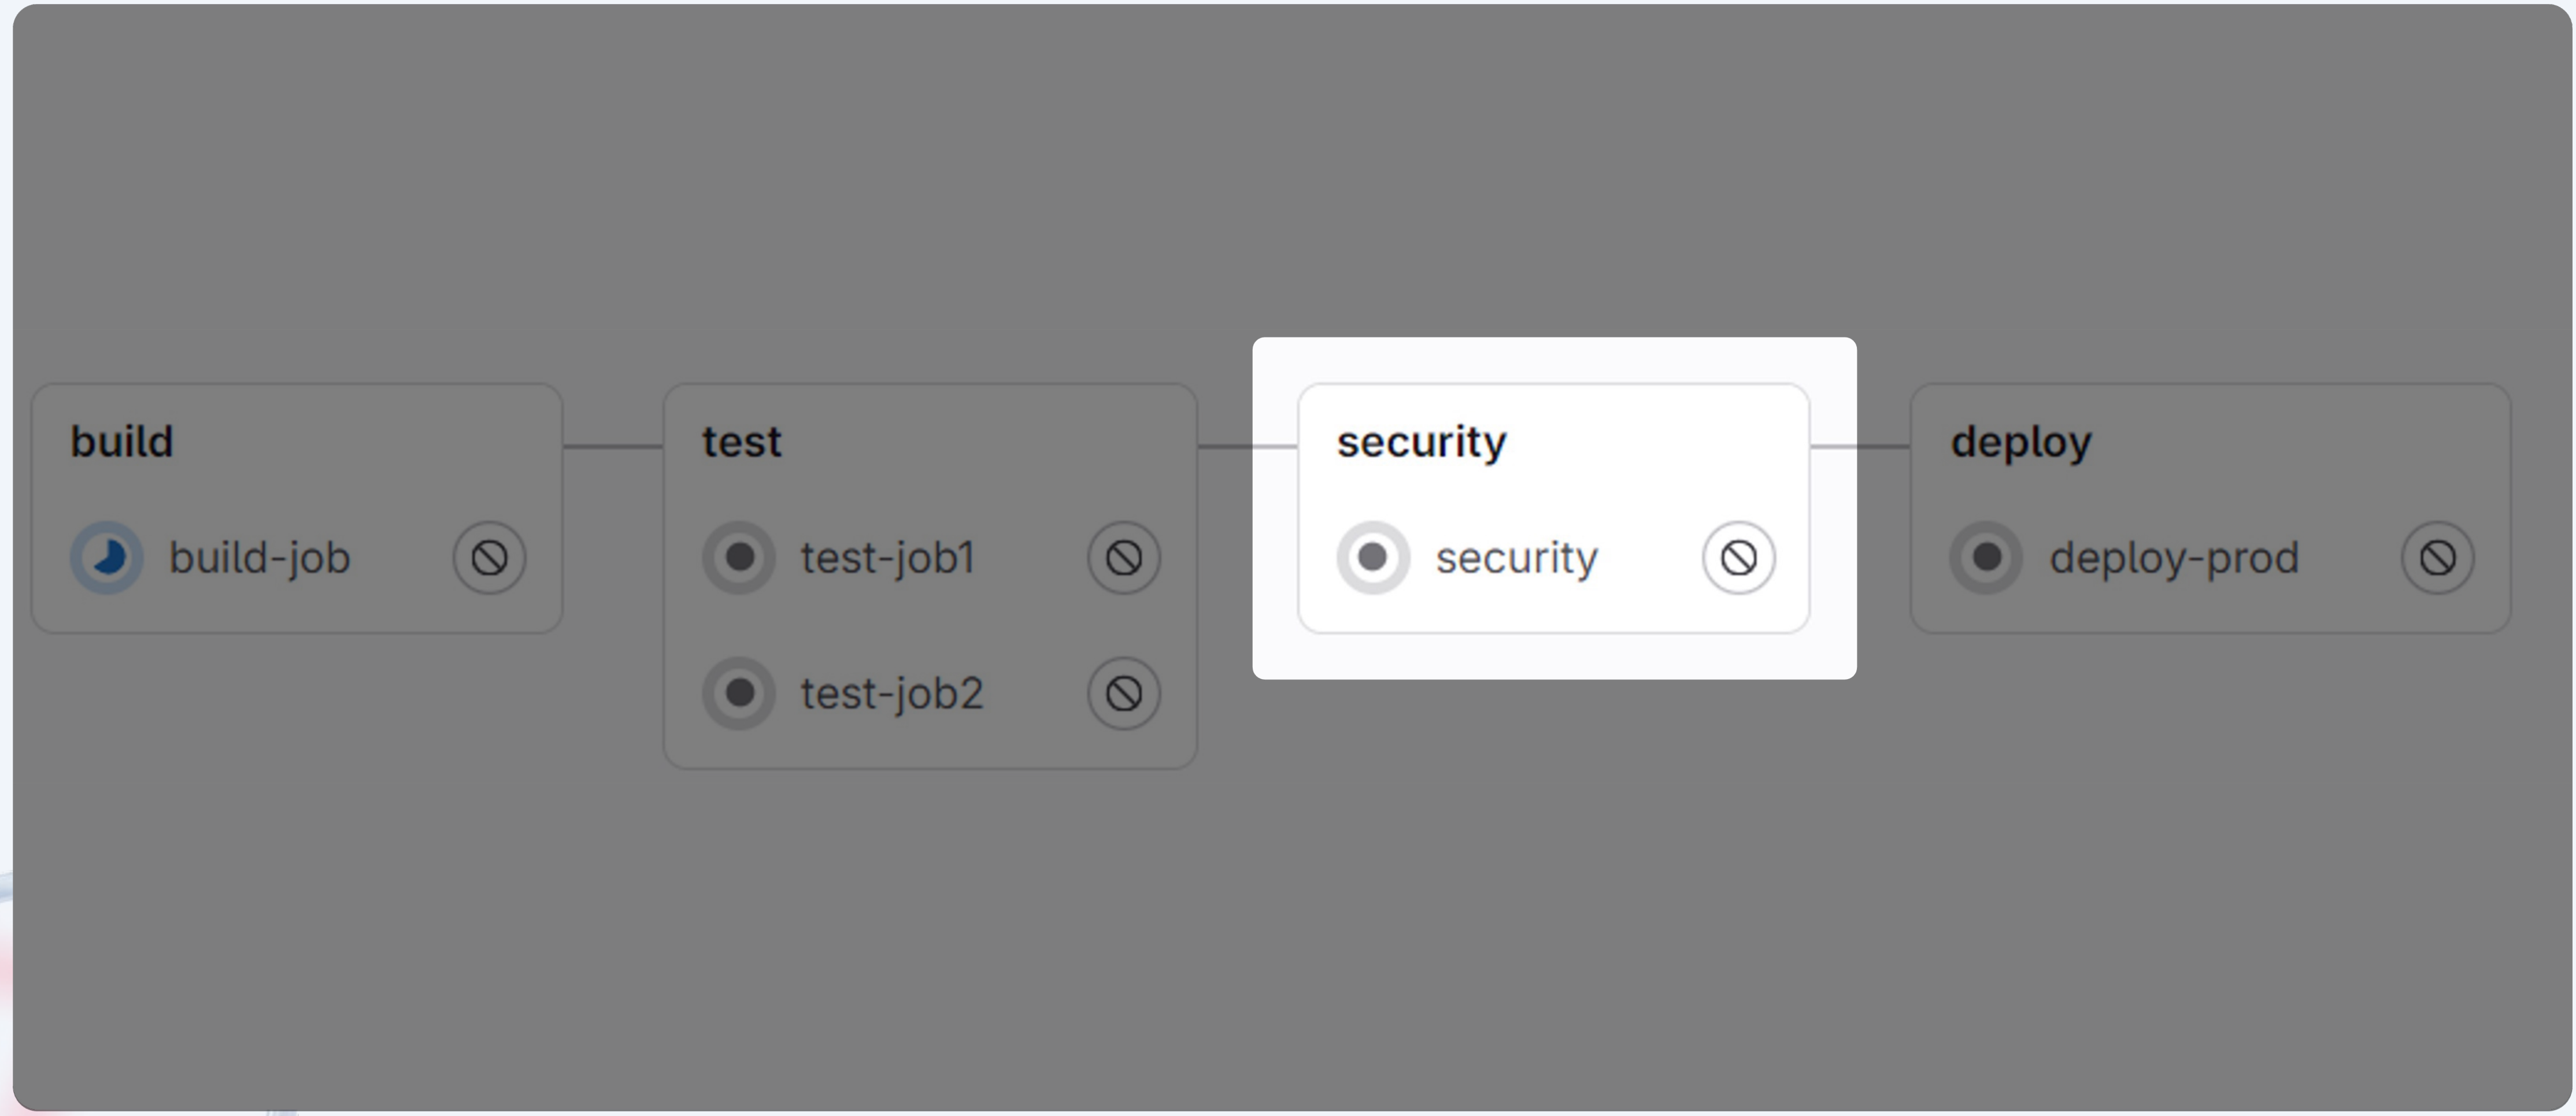 build
build-job
test
test-job1
test-job2
security
security
deploy
deploy-prod